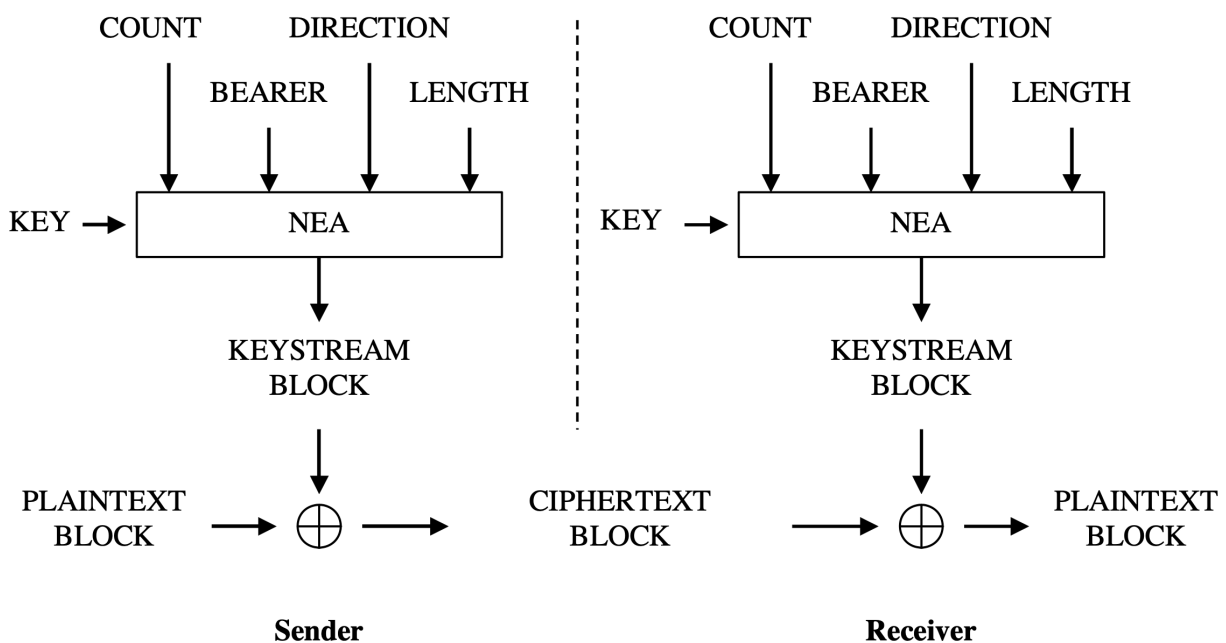 COUNT DIRECTION COUNT DIRECTION
BEARER LENGTH BEARER LENGTH
KEY NEA KEY NEA
KEYSTREAM KEYSTREAM
BLOCK BLOCK
PLAINTEXT CIPHERTEXT PLAINTEXT
BLOCK BLOCK BLOCK
Sender Receiver